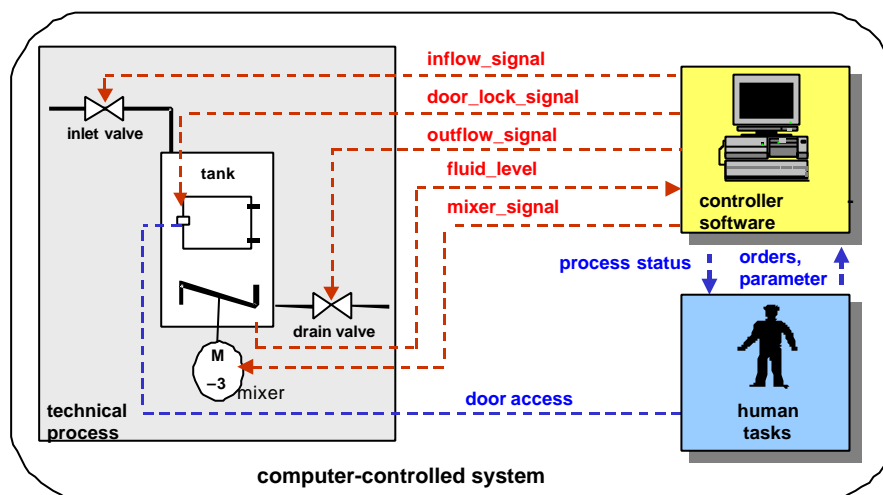 inflow_signal
door_lock_signal
inlet valve
outflow_signal
tank
fluid_level
mixer_signal
controller
software
process status
orders,
parameter
drain valve
M
–3
mixer
door access
technical
process
human
tasks
computer-controlled system